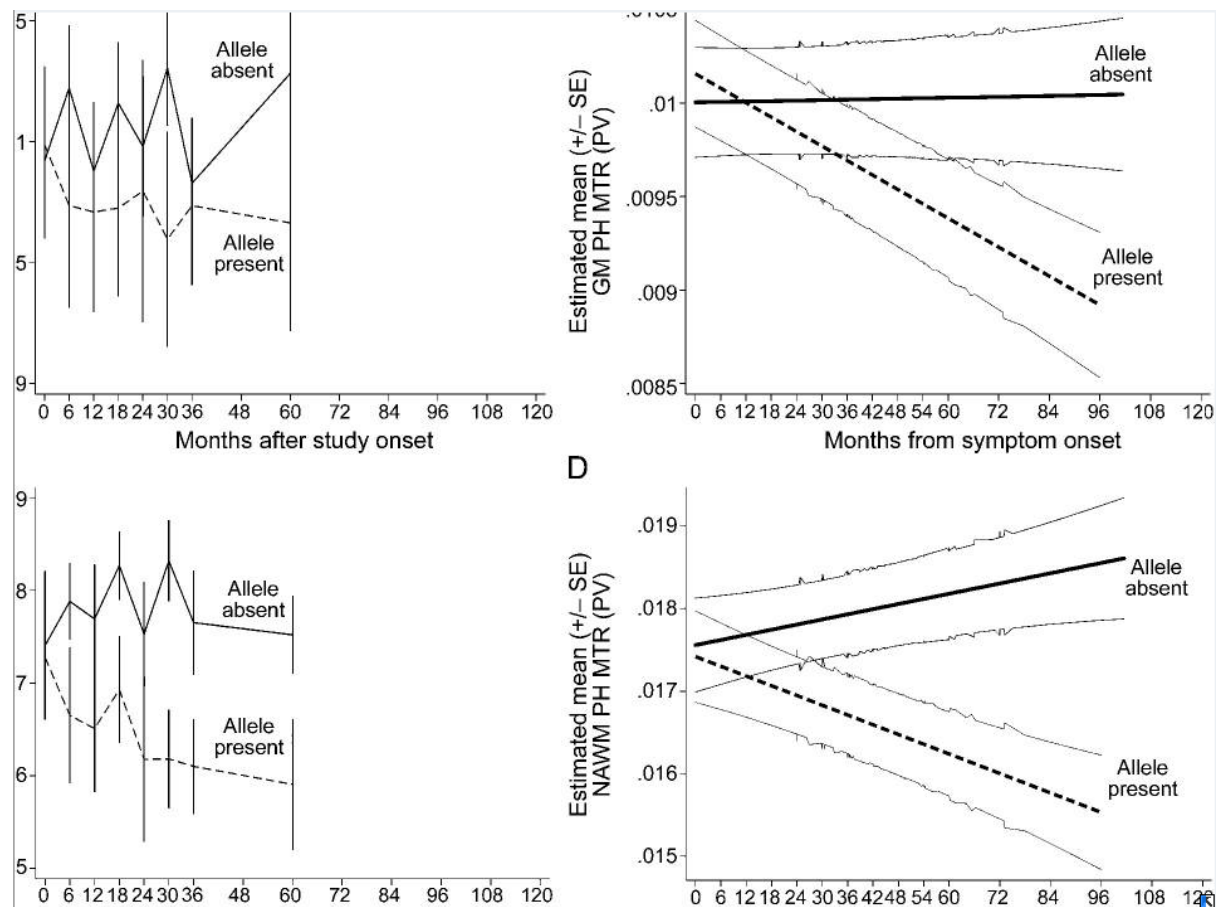 5
Allele
absent
1
Allele
present
5
9
0 6 12 18 24 30 36 48 60 72 84 96 108 120
Months after study onset
Estimated mean (+/– SE)
GM PH MTR (PV)
Allele
absent
.01
.0095
Allele
present
.009
.0085
0 6 12 18 24 30 36 42 48 54 60 72 84 96 108 120
Months from symptom onset
9
8
Allele
absent
7
Allele
present
6
5
0 6 12 18 24 30 36 48 60 72 84 96 108 120
D
Estimated mean (+/– SE)
NAWM PH MTR (PV)
.019
Allele
absent
.018
.017
.016
Allele
present
.015
0 6 12 18 24 30 36 42 48 54 60 72 84 96 108 120